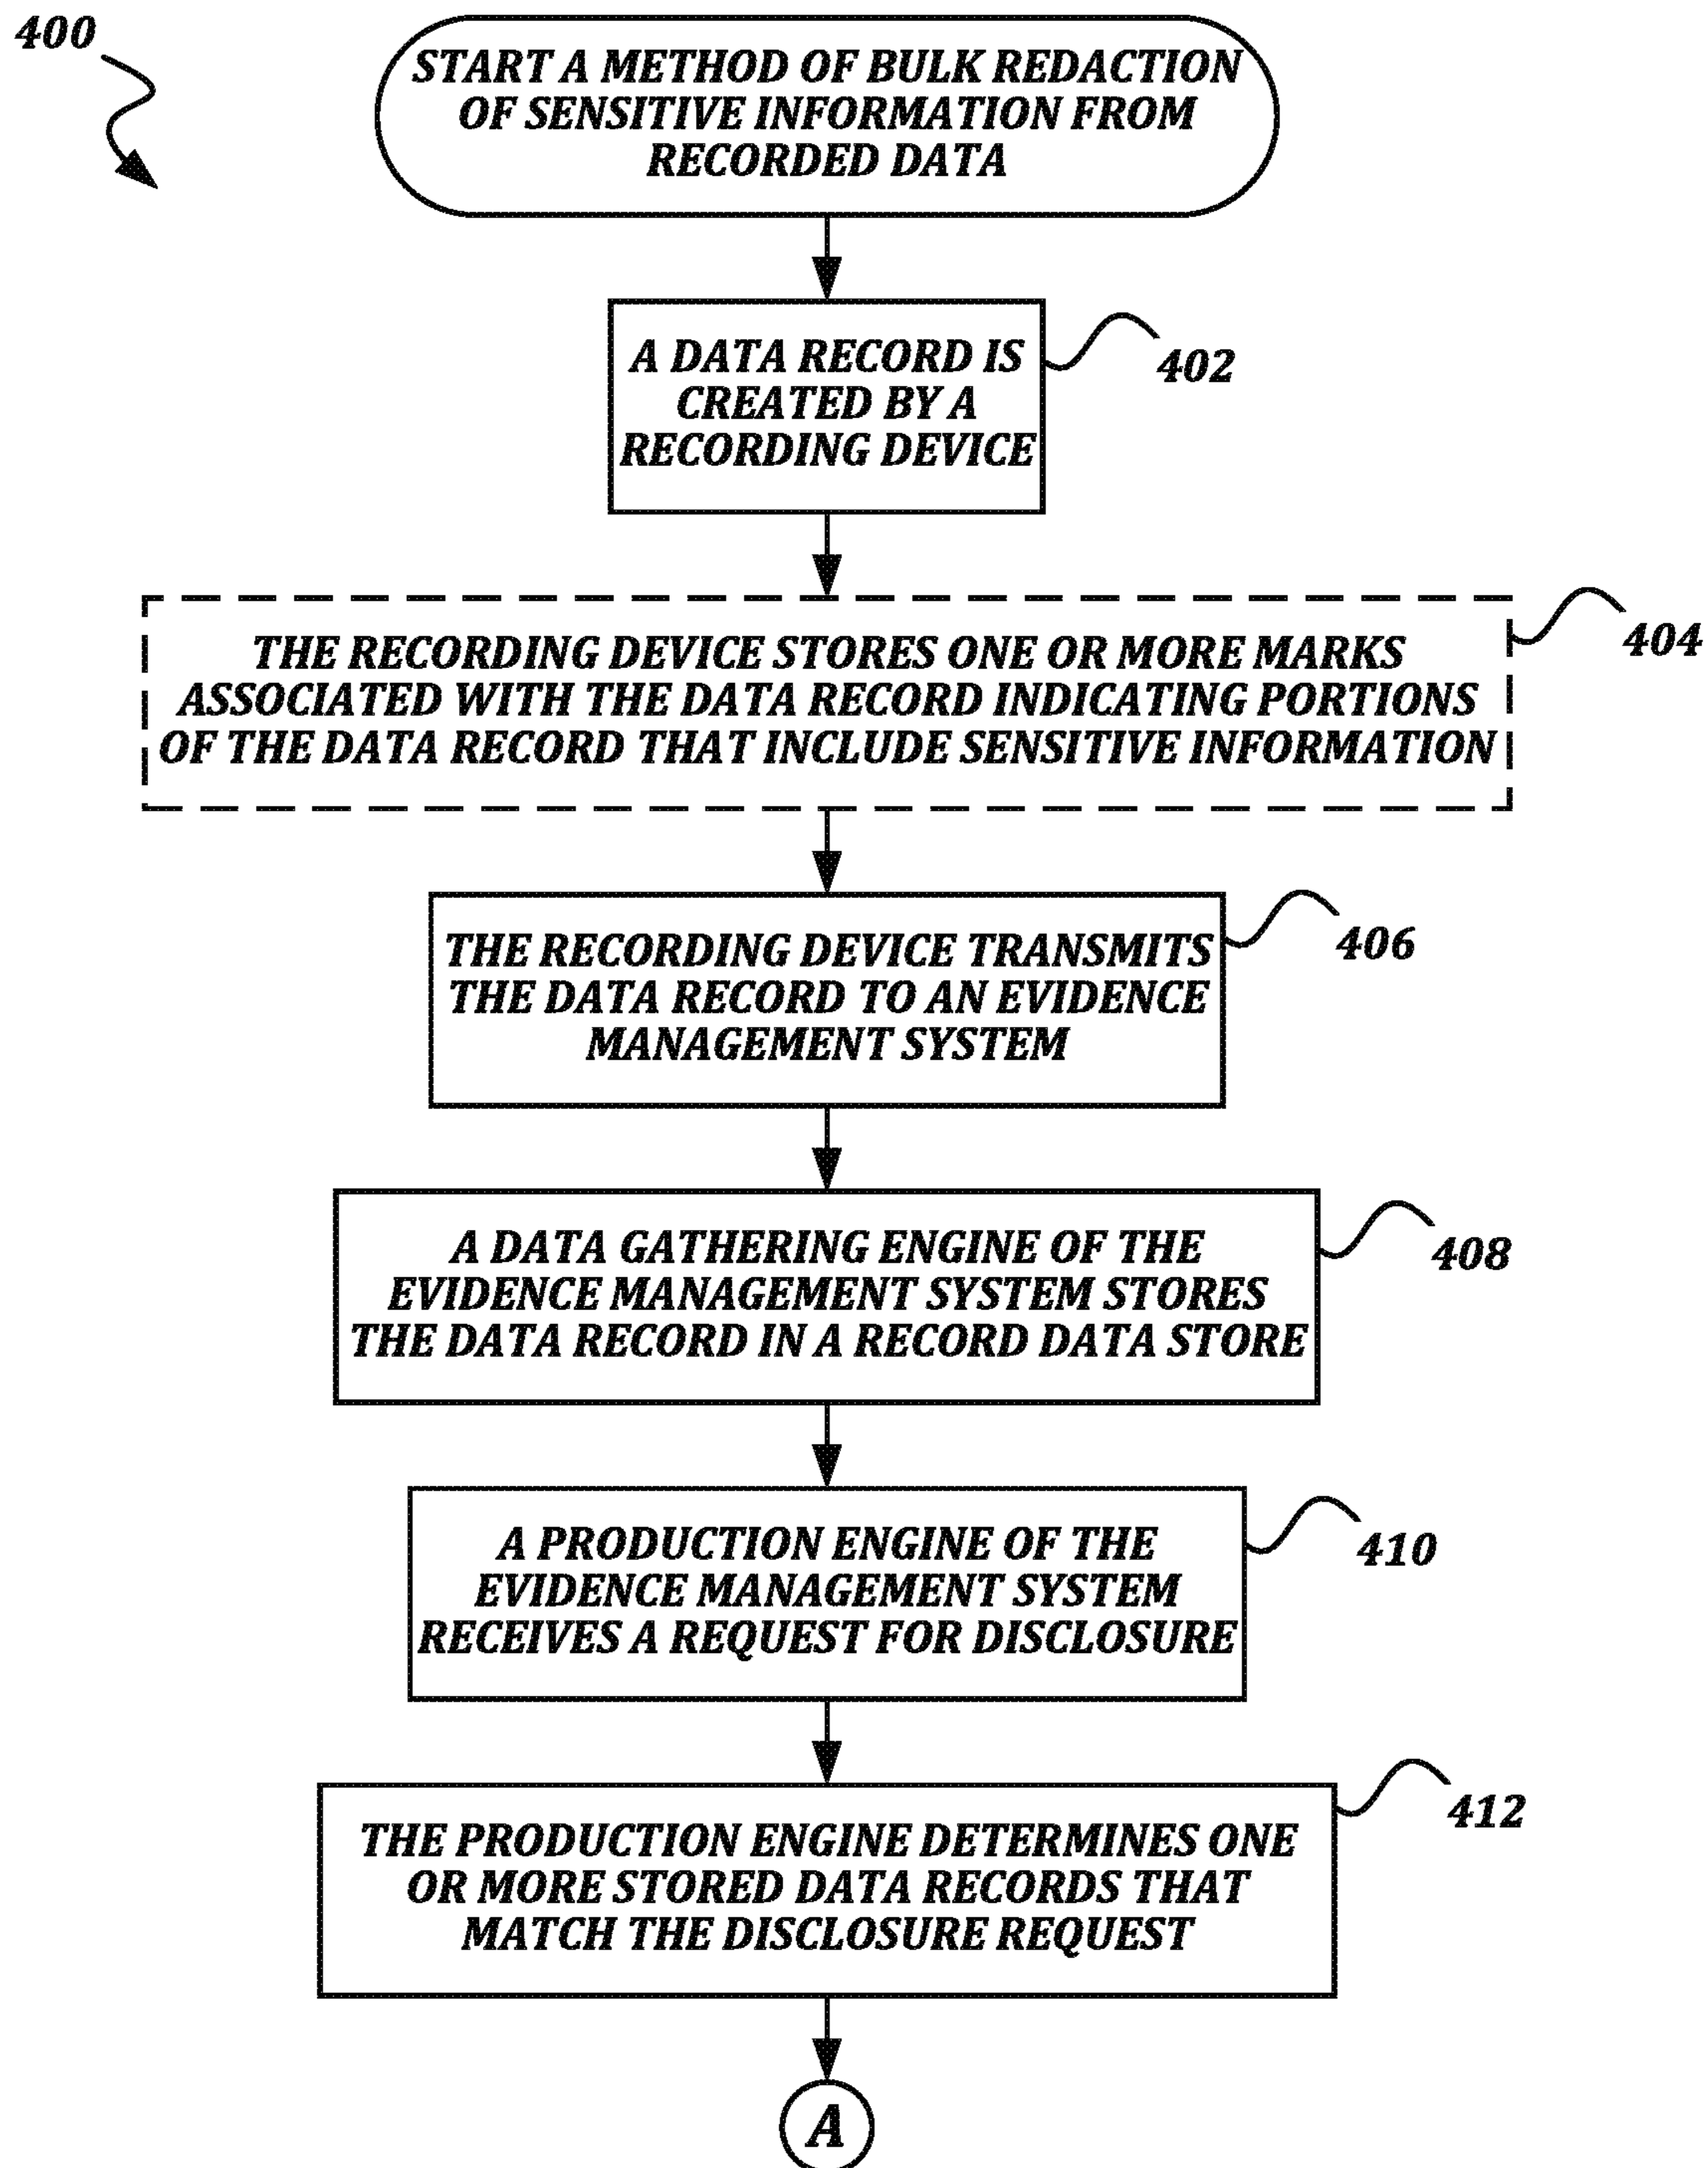 400
START A METHOD OF BULK REDACTION
OF SENSITIVE INFORMATION FROM
RECORDED DATA
A DATA RECORD IS
CREATED BY A
RECORDING DEVICE
402
THE RECORDING DEVICE STORES ONE OR MORE MARKS
ASSOCIATED WITH THE DATA RECORD INDICATING PORTIONS
OF THE DATA RECORD THAT INCLUDE SENSITIVE INFORMATION
404
THE RECORDING DEVICE TRANSMITS
THE DATA RECORD TO AN EVIDENCE
MANAGEMENT SYSTEM
406
A DATA GATHERING ENGINE OF THE
EVIDENCE MANAGEMENT SYSTEM STORES
THE DATA RECORD IN A RECORD DATA STORE
408
A PRODUCTION ENGINE OF THE
EVIDENCE MANAGEMENT SYSTEM
RECEIVES A REQUEST FOR DISCLOSURE
410
THE PRODUCTION ENGINE DETERMINES ONE
OR MORE STORED DATA RECORDS THAT
MATCH THE DISCLOSURE REQUEST
412
A